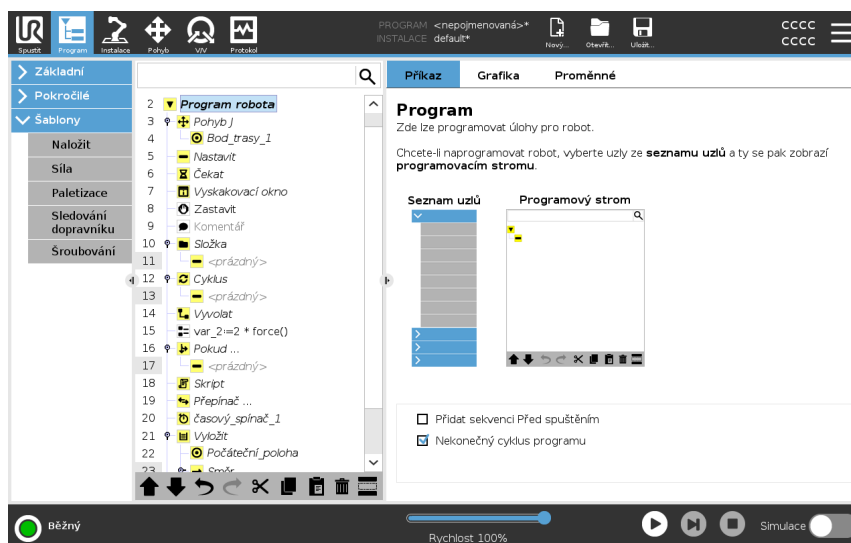 PROGRAM <nepojmenovaná>*
INSTALACE default*
Spustit
Program
Instalace
Pohyb
V/V
Protokol
Nový...
Otevřít...
Uložit...
CCCC
CCCC
Základní
Pokročilé
Šablony
Naložit
Síla
Paletizace
Sledování
dopravníku
Šroubování
2 Program robota
3 Pohyb J
4 Bod_trasy_1
5 Nastavit
6 Čekat
7 Vyskakovací okno
8 Zastavit
9 Komentář
10 Složka
11 <prázdný>
12 Cyklus
13 <prázdný>
14 Vyvolat
15 var_2:=2 * force()
16 Pokud ...
17 <prázdný>
18 Skript
19 Přepínač ...
20 časový_spínač_1
21 Vyložit
22 Počáteční_poloha
23 Směr
Příkaz
Grafika
Proměnné
Program
Zde lze programovat úlohy pro robot.
Chcete-li naprogramovat robot, vyberte uzly ze seznamu uzlů a ty se pak zobrazí
programovacím stromu.
Seznam uzlů
Programový strom
Přidat sekvenci Před spuštěním
Nekonečný cyklus programu
Běžný
Rychlost 100%
Simulace